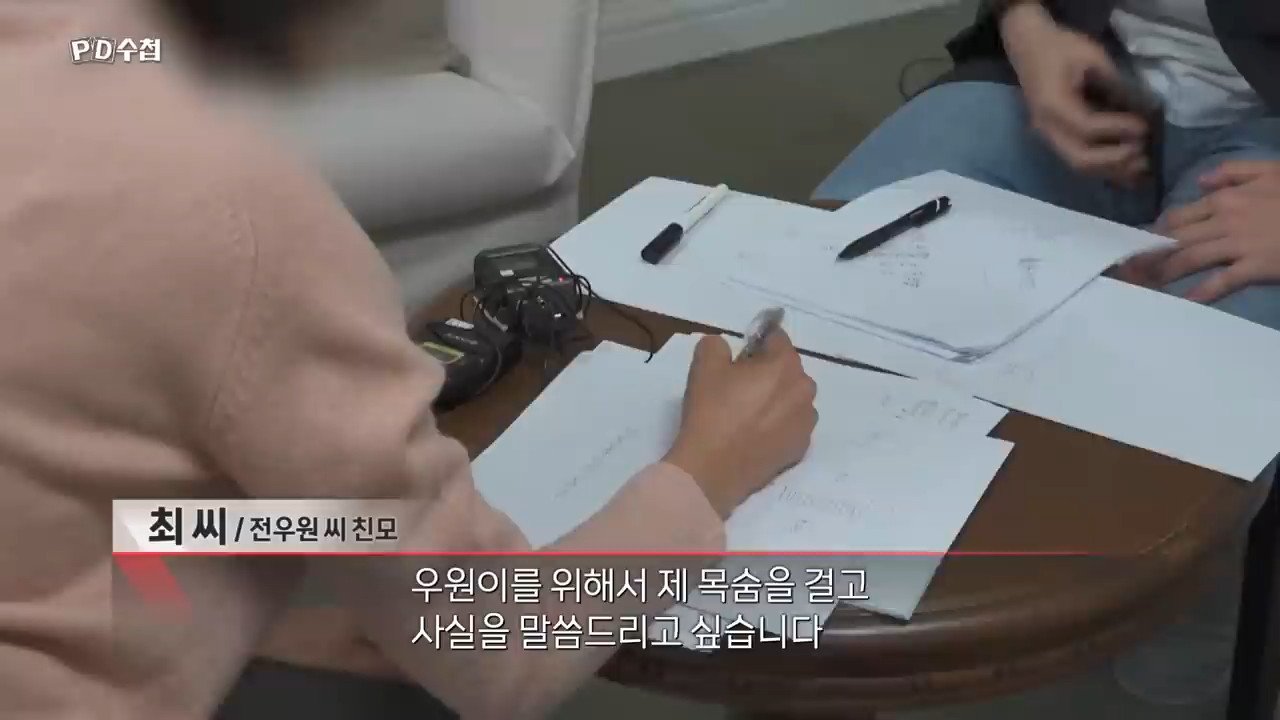 PD수첩
최 씨 / 전우원 씨 친모
우원이를 위해서 제 목숨을 걸고
사실을 말씀드리고 싶습니다